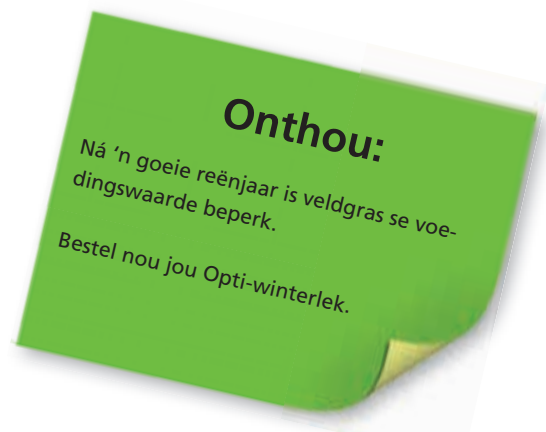 Onthou:
Ná ‘n goeie reënjaar is veldgras se voe-
dingswaarde beperk.
Bestel nou jou Opti-winterlek.